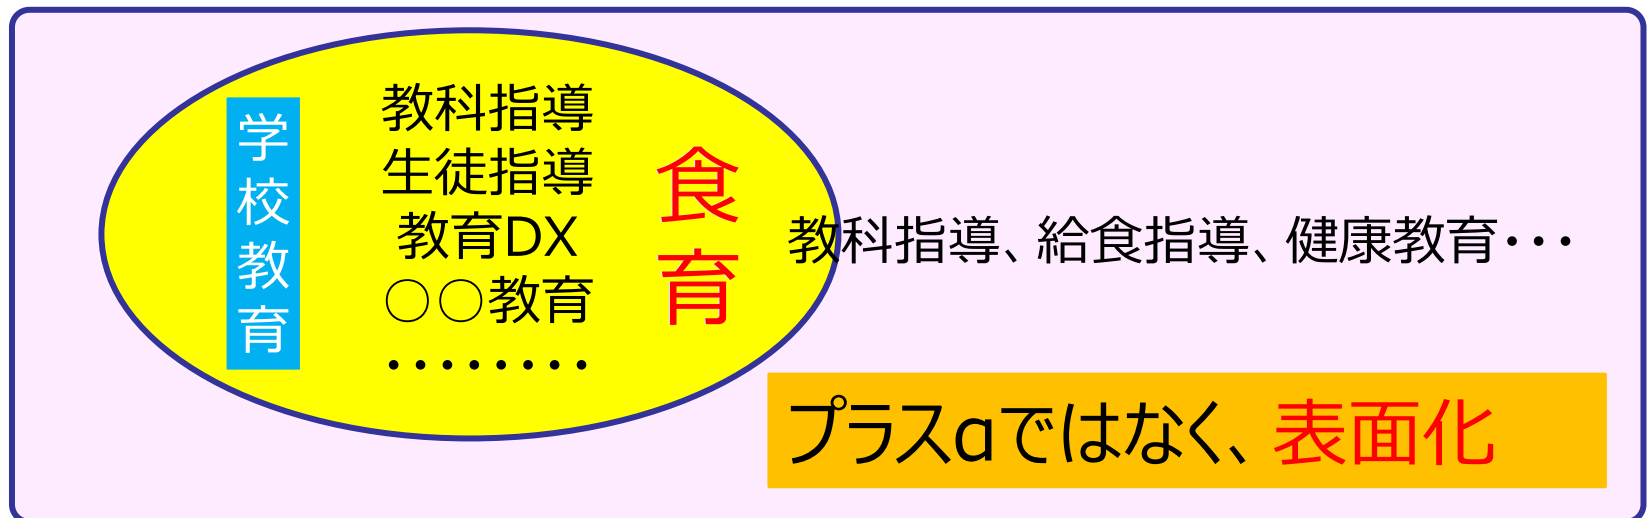 学校教育
教科指導
生徒指導
教育DX
○○教育
・・・・・・・・
食育
教科指導、給食指導、健康教育・・・
プラスαではなく、表面化